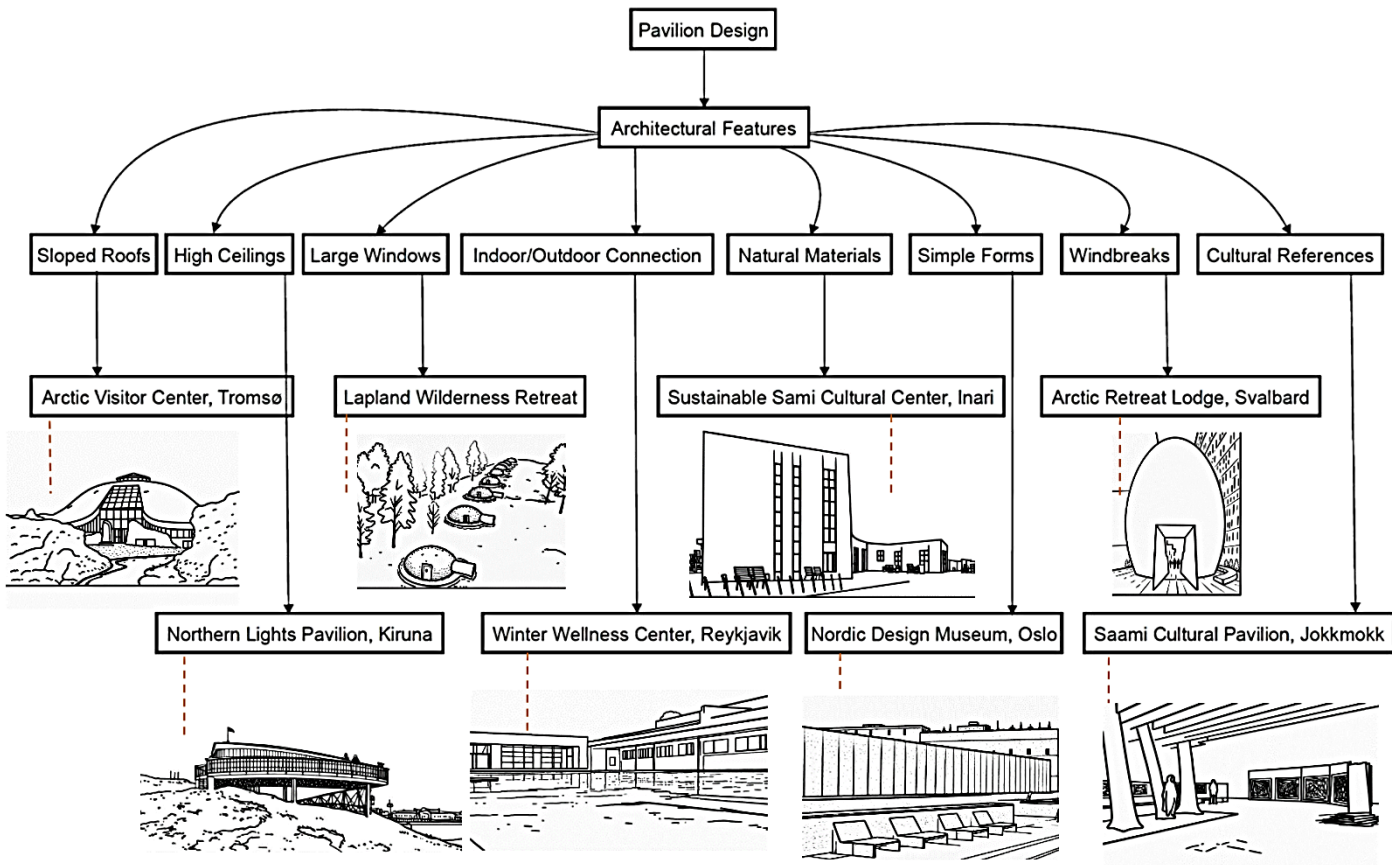 Pavilion Design
Architectural Features
Sloped Roofs
High Ceilings
Large Windows
Indoor/Outdoor Connection
Natural Materials
Simple Forms
Windbreaks
Cultural References
Arctic Visitor Center, Tromsø
Lapland Wilderness Retreat
Sustainable Sami Cultural Center, Inari
Arctic Retreat Lodge, Svalbard
Northern Lights Pavilion, Kiruna
Winter Wellness Center, Reykjavik
Nordic Design Museum, Oslo
Saami Cultural Pavilion, Jokkmokk